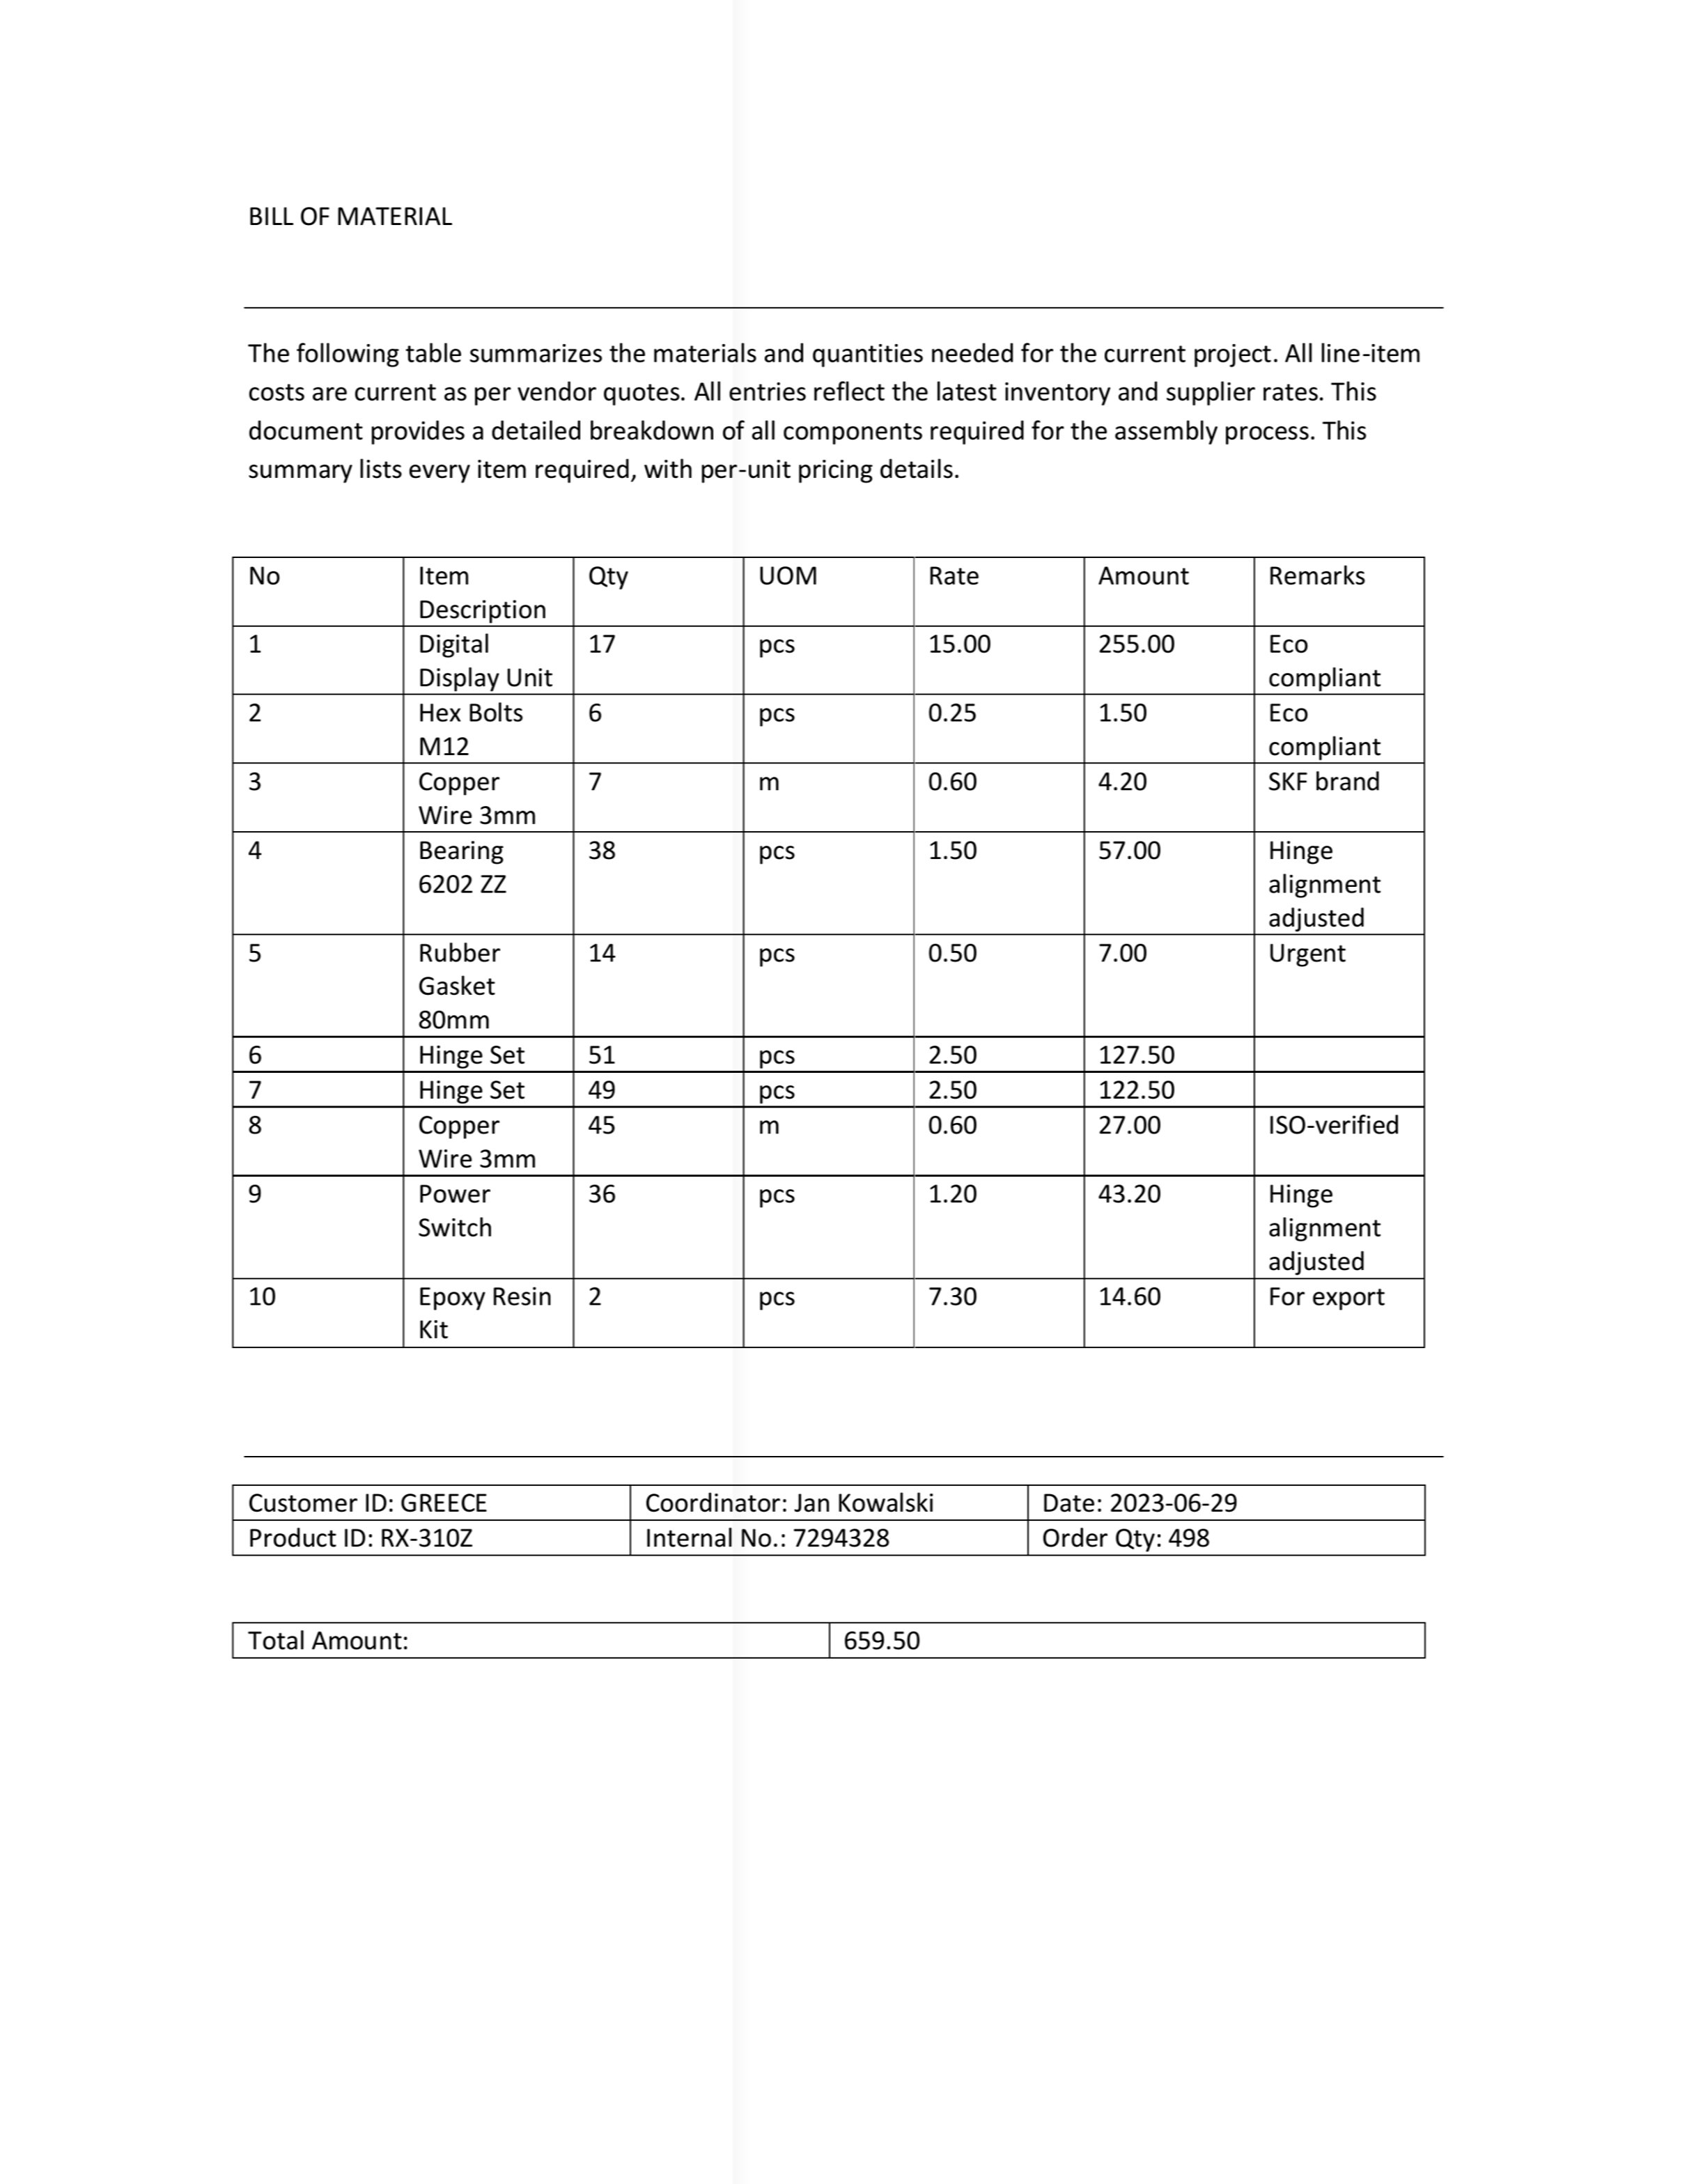 BILL OF MATERIAL
The following table summarizes the materials and quantities needed for the current project. All line-item
costs are current as per vendor quotes. All entries reflect the latest inventory and supplier rates. This
document provides a detailed breakdown of all components required for the assembly process. This
summary lists every item required, with per-unit pricing details.
No Item Description Qty UOM Rate Amount Remarks
1 Digital Display Unit 17 pcs 15.00 255.00 Eco compliant
2 Hex Bolts M12 6 pcs 0.25 1.50 Eco compliant
3 Copper Wire 3mm 7 m 0.60 4.20 SKF brand
4 Bearing 6202 ZZ 38 pcs 1.50 57.00 Hinge alignment adjusted
5 Rubber Gasket 80mm 14 pcs 0.50 7.00 Urgent
6 Hinge Set 51 pcs 2.50 127.50
7 Hinge Set 49 pcs 2.50 122.50
8 Copper Wire 3mm 45 m 0.60 27.00 ISO-verified
9 Power Switch 36 pcs 1.20 43.20 Hinge alignment adjusted
10 Epoxy Resin Kit 2 pcs 7.30 14.60 For export
Customer ID: GREECE Coordinator: Jan Kowalski Date: 2023-06-29
Product ID: RX-310Z Internal No.: 7294328 Order Qty: 498
Total Amount: 659.50